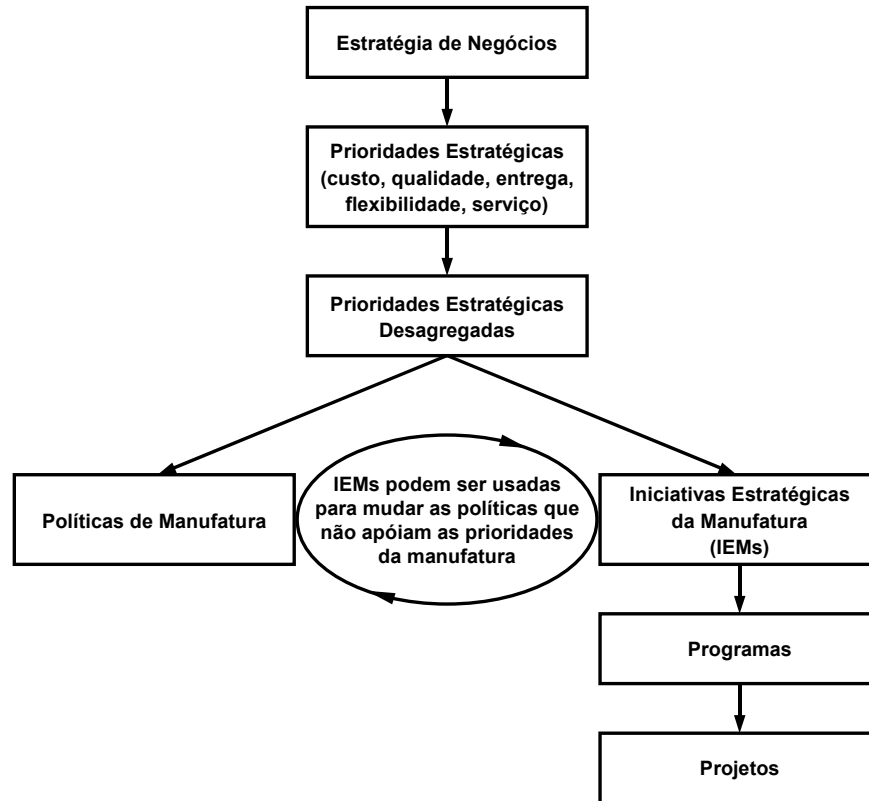 Estratégia de Negócios
Prioridades Estratégicas
(custo, qualidade, entrega,
flexibilidade, serviço)
Prioridades Estratégicas
Desagregadas
Políticas de Manufatura
IEMs podem ser usadas
para mudar as políticas que
não apóiam as prioridades
da manufatura
Iniciativas Estratégicas
da Manufatura
(IEMs)
Programas
Projetos